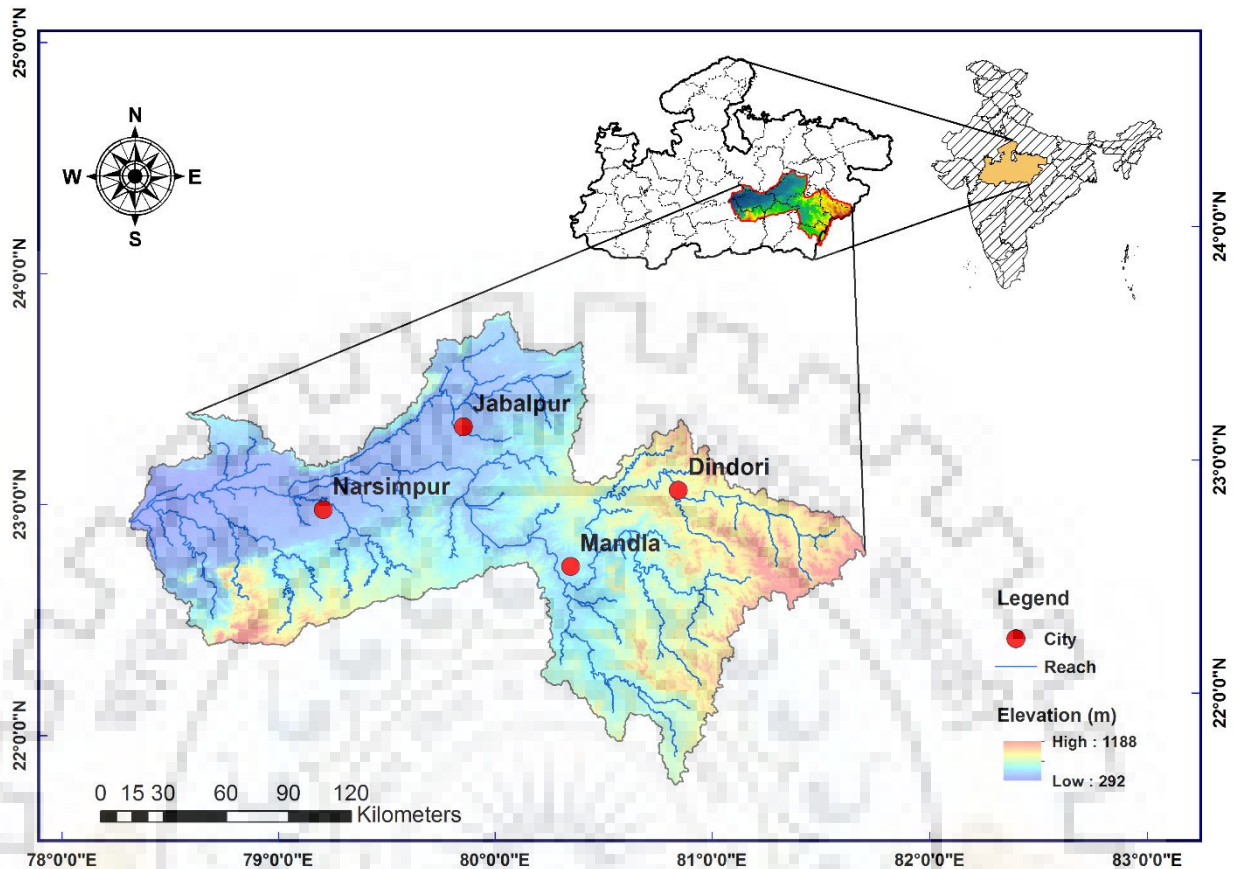 25°0'0"N
24°0'0"N
23°0'0"N
22°0'0"N
N
W
E
S
24°0'0"N
23°0'0"N
22°0'0"N
Jabalpur
Narsimpur
Dindori
Mandla
Legend
City
Reach
Elevation (m)
High : 1188
Low : 292
0 15 30 60 90 120
Kilometers
78°0'0"E 79°0'0"E 80°0'0"E 81°0'0"E 82°0'0"E 83°0'0"E